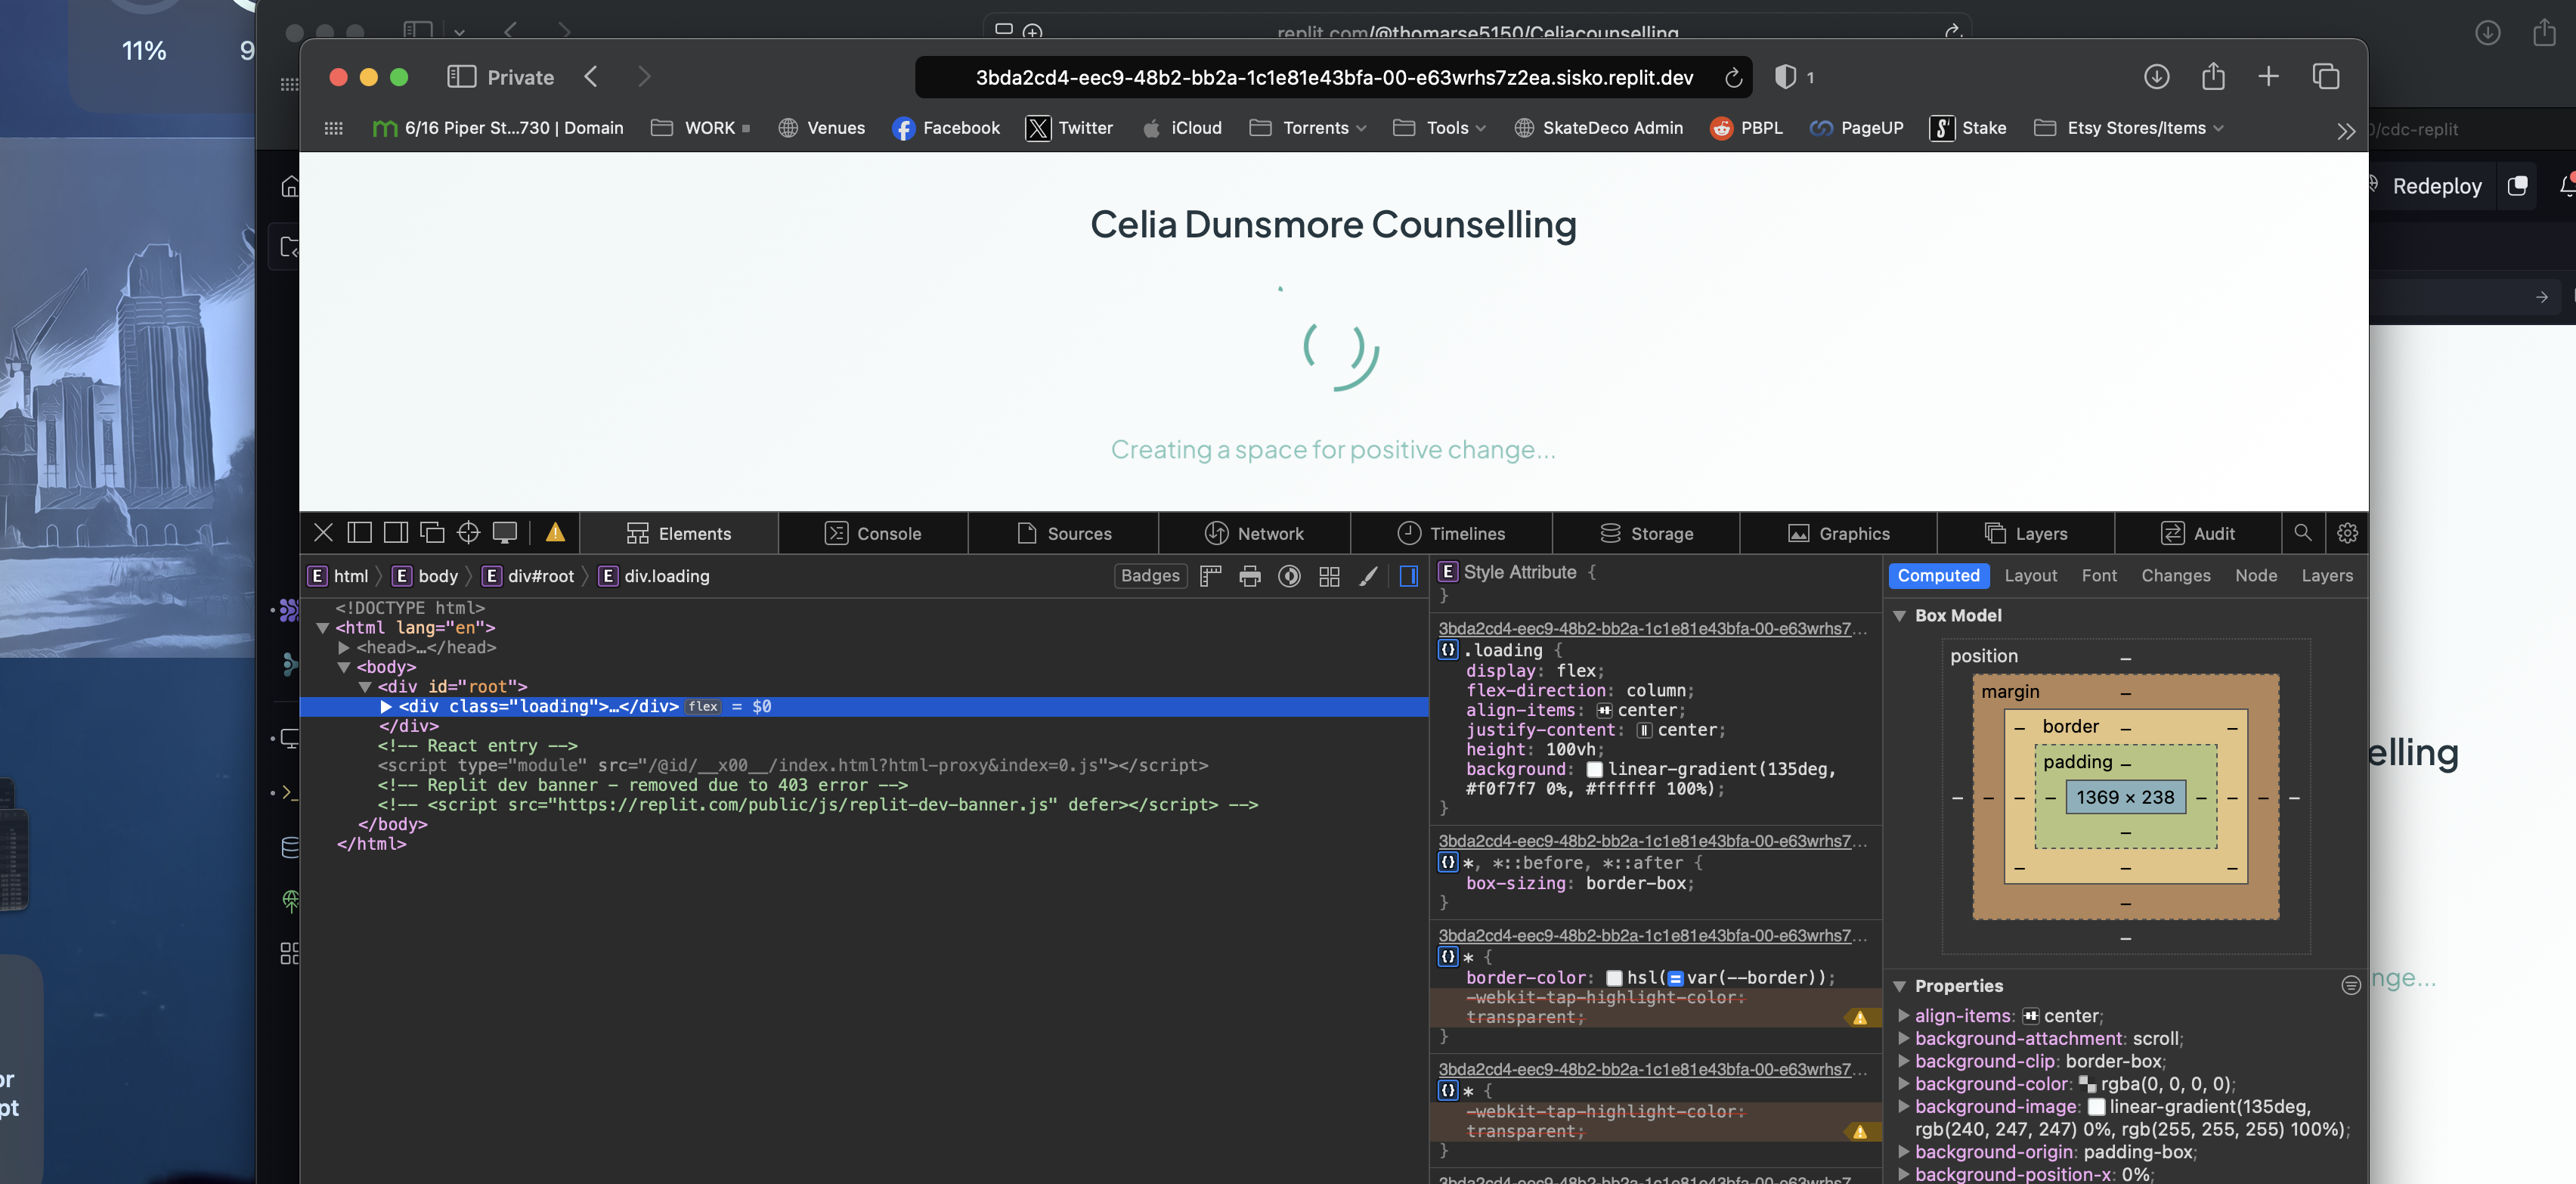 11%
replit.com/@thomarse5150/Celiacounselling
Private
3bda2cd4-eec9-48b2-bb2a-1c1e81e43bfa-00-e63wrhs7z2ea.sisko.replit.dev
1
6/16 Piper St...730 | Domain
WORK
Venues
Facebook
Twitter
iCloud
Torrents
Tools
SkateDeco Admin
PBPL
PageUP
Stake
Etsy Stores/Items
/cdc-replit
Redeploy
Celia Dunsmore Counselling
Creating a space for positive change...
elling
nge...
Elements
Console
Sources
Network
Timelines
Storage
Graphics
Layers
Audit
E html
E body
E div#root
E div.loading
Badges
<!DOCTYPE html>
<html lang="en">
<head>…</head>
<body>
<div id="root">
<div class="loading">…</div> flex = $0
</div>
<!-- React entry -->
<script type="module" src="/@id/__x00__/index.html?html-proxy&index=0.js"></script>
<!-- Replit dev banner - removed due to 403 error -->
<!-- <script src="https://replit.com/public/js/replit-dev-banner.js" defer></script> -->
</body>
</html>
E Style Attribute {
}
3bda2cd4-eec9-48b2-bb2a-1c1e81e43bfa-00-e63wrhs7…
{} .loading {
display: flex;
flex-direction: column;
align-items: center;
justify-content: center;
height: 100vh;
background: linear-gradient(135deg,
#f0f7f7 0%, #ffffff 100%);
}
3bda2cd4-eec9-48b2-bb2a-1c1e81e43bfa-00-e63wrhs7…
{} *, *::before, *::after {
box-sizing: border-box;
}
3bda2cd4-eec9-48b2-bb2a-1c1e81e43bfa-00-e63wrhs7…
{} * {
border-color: hsl(var(--border));
-webkit-tap-highlight-color:
transparent;
}
3bda2cd4-eec9-48b2-bb2a-1c1e81e43bfa-00-e63wrhs7…
{} * {
-webkit-tap-highlight-color:
transparent;
}
3bda2cd4-eec9-48b2-bb2a-1c1e81e43bfa-00-e63wrhs7…
Computed
Layout
Font
Changes
Node
Layers
Box Model
position
margin
border
padding
1369 × 238
Properties
align-items: center;
background-attachment: scroll;
background-clip: border-box;
background-color: rgba(0, 0, 0, 0);
background-image: linear-gradient(135deg,
rgb(240, 247, 247) 0%, rgb(255, 255, 255) 100%);
background-origin: padding-box;
background-position-x: 0%;
or
pt